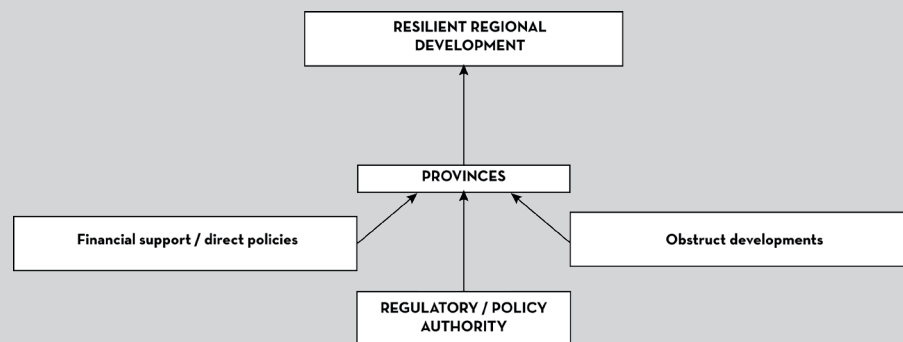 RESILIENT REGIONAL
DEVELOPMENT
PROVINCES
Financial support / direct policies
Obstruct developments
REGULATORY / POLICY
AUTHORITY